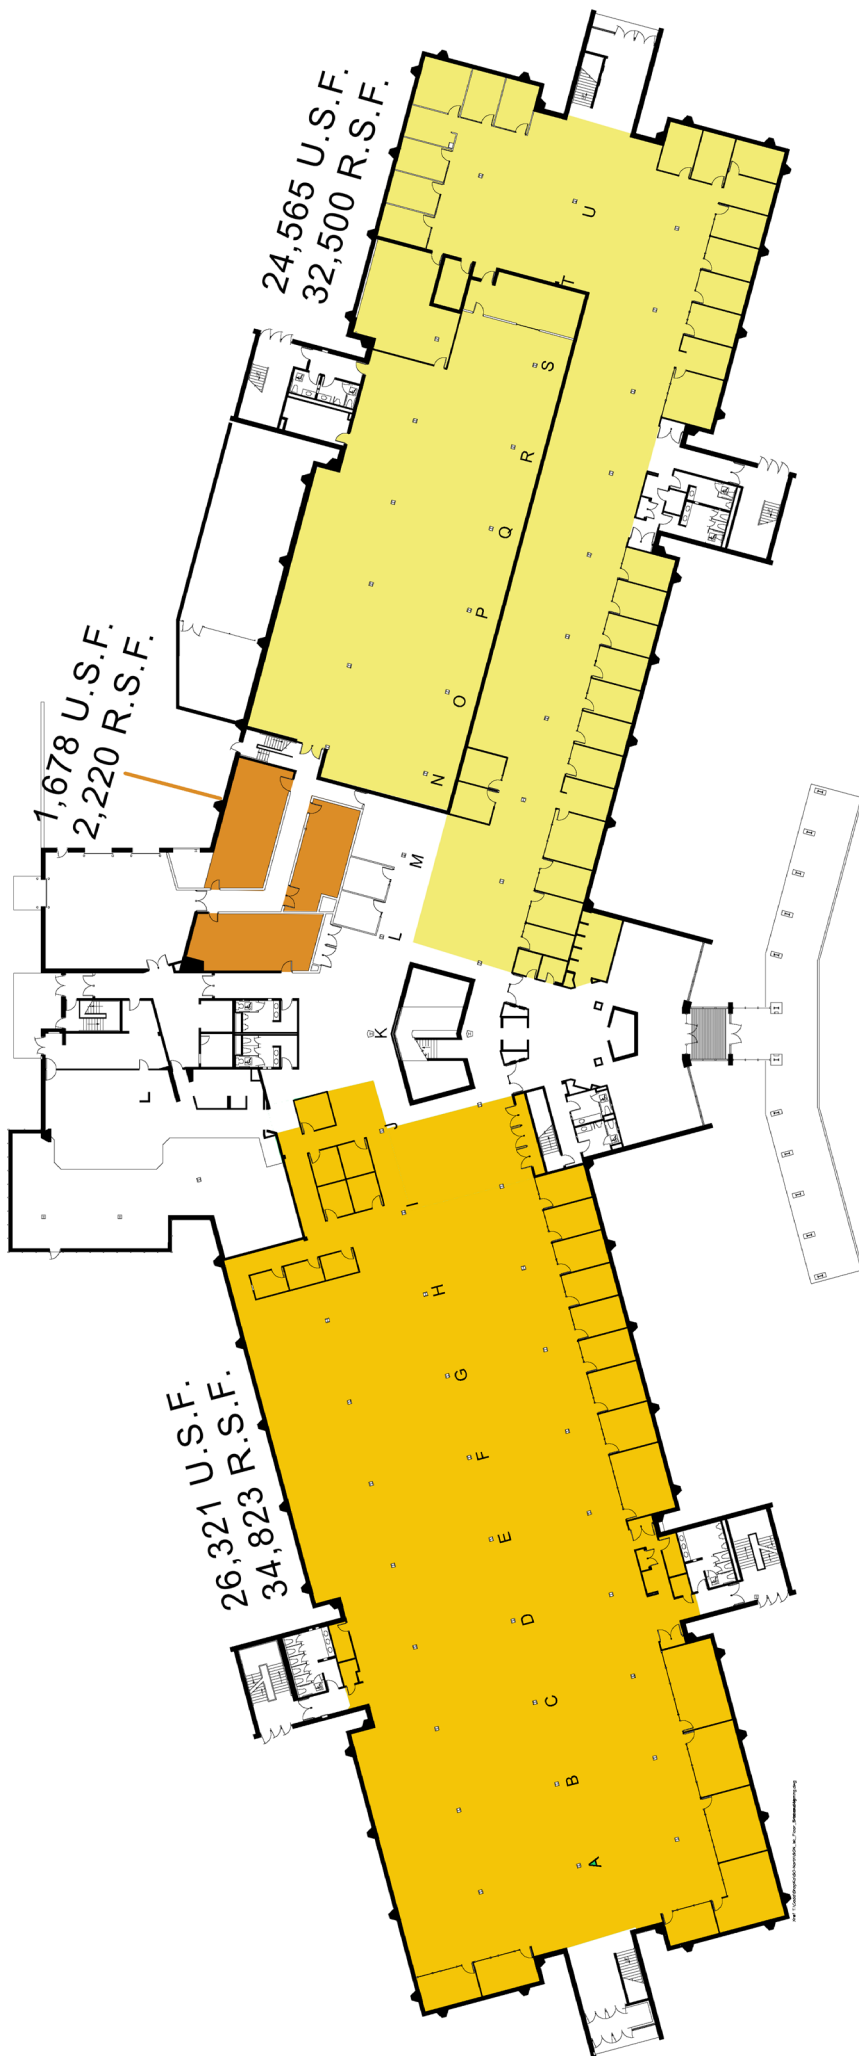 24,565 U.S.F.
32,500 R.S.F.
1,678 U.S.F.
2,220 R.S.F.
26,321 U.S.F.
34,823 R.S.F.
U
T
S
R
Q
P
O
N
M
L
K
L
J
I
H
G
F
E
D
C
B
A